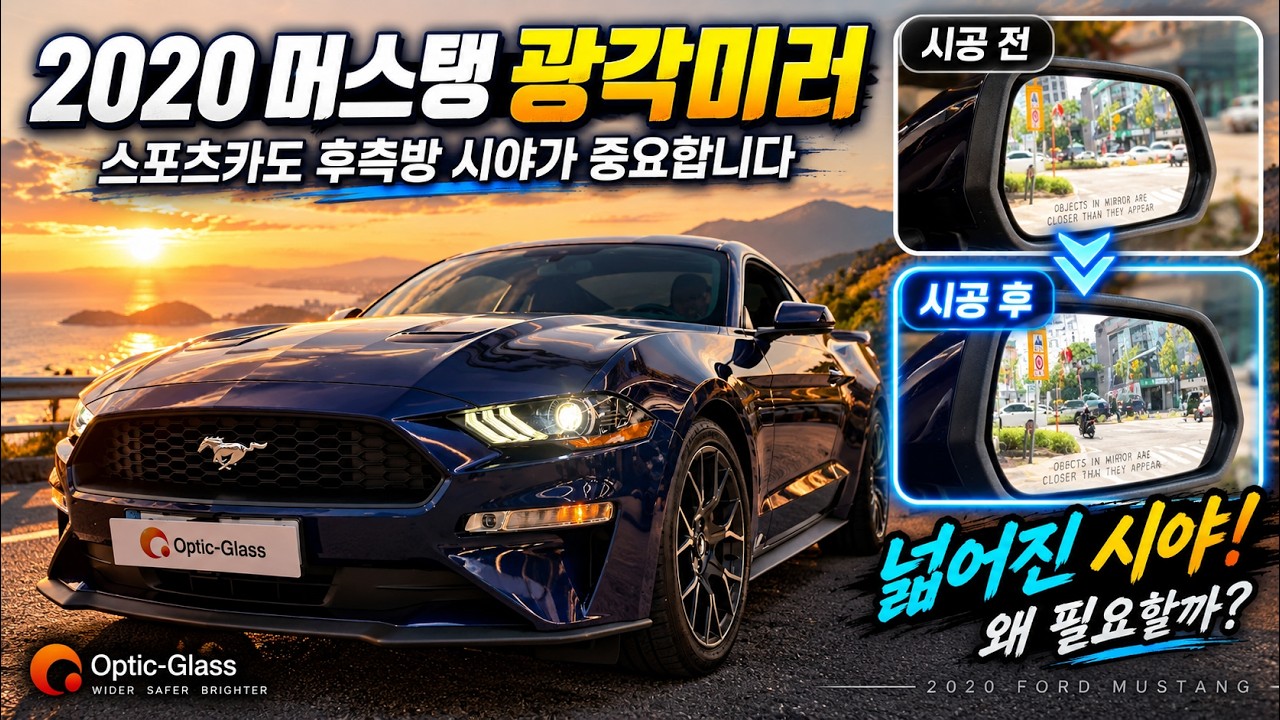 2020 머스탱 광각미러
스포츠카도 후측방 시야가 중요합니다
시공 전
OBJECTS IN MIRROR ARE
CLOSER THAN THEY APPEAR
시공 후
OBJECTS IN MIRROR ARE
CLOSER THAN THEY APPEAR
넓어진 시야!
왜 필요할까?
Optic-Glass
Optic-Glass
WIDER SAFER BRIGHTER
2020 FORD MUSTANG